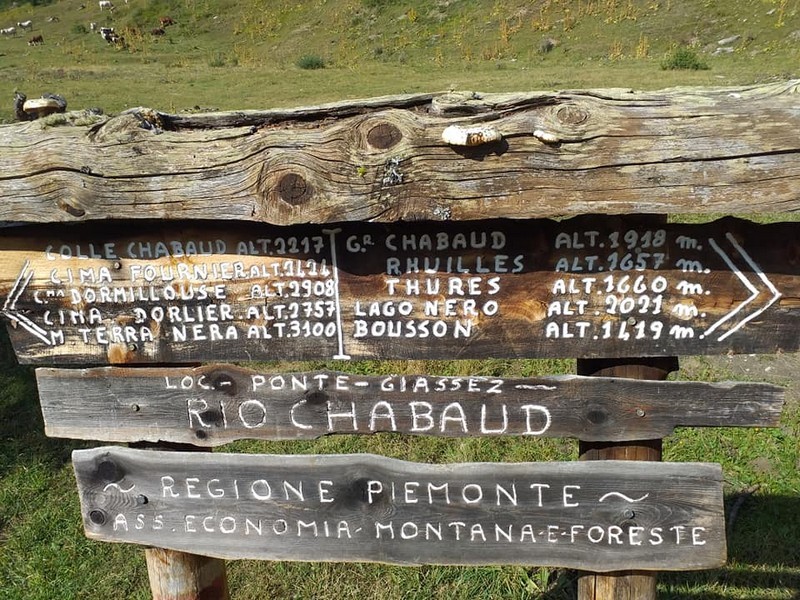 COLLE CHABAUD ALT.2217
CIMA FOURNIER ALT.2424
CMA DORMILLOUSE ALT.2908
CIMA DORLIER ALT.2757
M TERRA NERA ALT.3100
GR CHABAUD ALT.1918 m.
RHUILLES ALT.1657 m.
THURES ALT.1660 m.
LAGO NERO ALT.2021 m.
BOUSSON ALT.1419 m.
LOC.-PONTE-GIASSEZ
RIO CHABAUD
~ REGIONE PIEMONTE ~
ASS.ECONOMIA-MONTANA-E-FORESTE